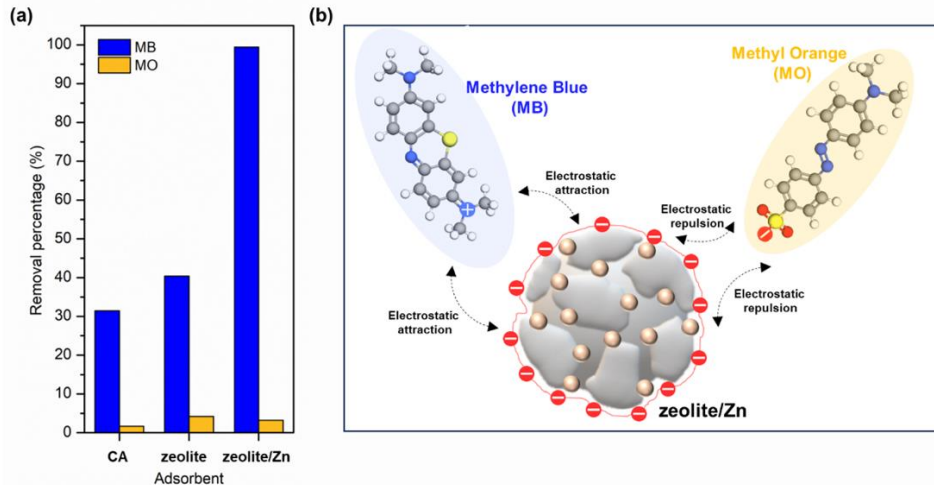 (a)
MB
MO
100
90
80
70
60
50
40
30
20
10
0
Removal percentage (%)
CA
zeolite
zeolite/Zn
Adsorbent
(b)
Methylene Blue
(MB)
Methyl Orange
(MO)
Electrostatic
attraction
Electrostatic
repulsion
Electrostatic
attraction
Electrostatic
repulsion
zeolite/Zn